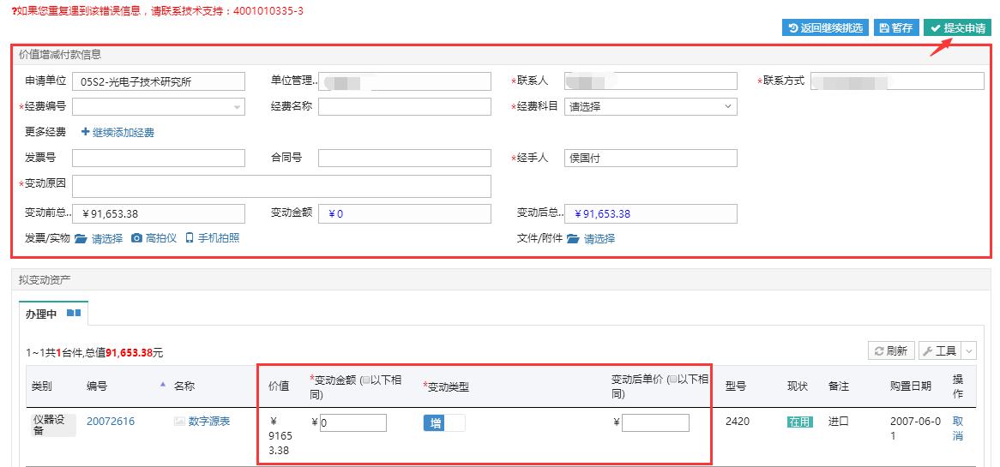 ?如果您重复遇到该错误信息，请联系技术支持：4001010335-3
返回继续挑选 暂存 提交申请
价值增减付款信息
申请单位 05S2-光电子技术研究所 单位管理.. *联系人 *联系方式
*经费编号 经费名称 *经费科目 请选择
更多经费 继续添加经费
发票号 合同号 *经手人 侯国付
*变动原因
变动前总.. ￥91,653.38 变动金额 ￥0 变动后总.. ￥91,653.38
发票/实物 请选择 高拍仪 手机拍照 文件/附件 请选择
拟变动资产
办理中
1~1共1台件,总值91,653.38元 刷新 工具
类别 编号 名称 价值 *变动金额 (以下相同) *变动类型 变动后单价 (以下相同) 型号 现状 备注 购置日期 操作
仪器设备 20072616 数字源表 ￥91653.38 ￥0 增 ￥ 2420 在用 进口 2007-06-01 取消